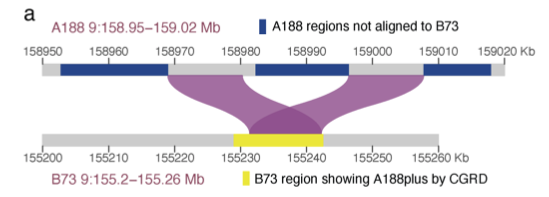 a
A188 9:158.95–159.02 Mb
A188 regions not aligned to B73
158950 158960 158970 158980 158990 159000 159010 159020 Kb
155200 155210 155220 155230 155240 155250 155260 Kb
B73 9:155.2–155.26 Mb
B73 region showing A188plus by CGRD